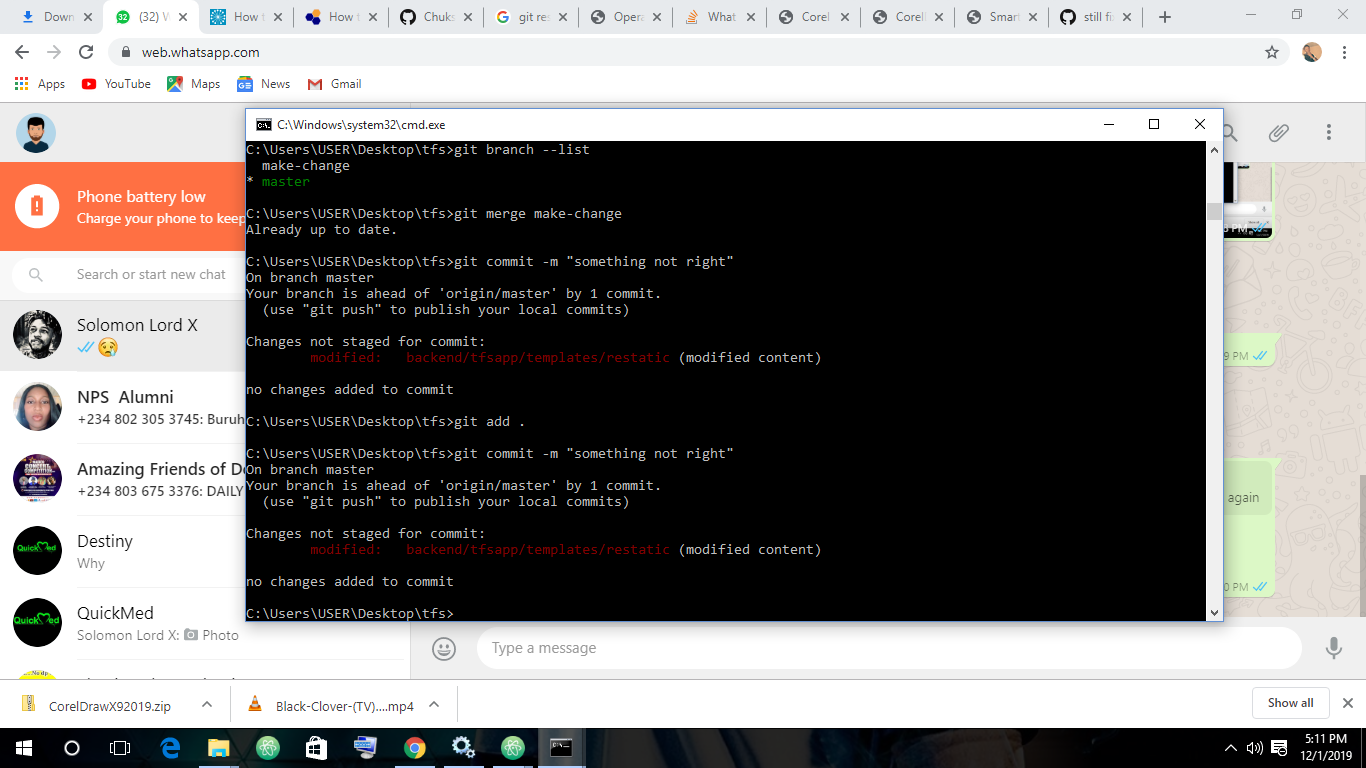 Down
(32) W
How t
How t
Chuks
git res
Opera
What
Corel
Corel
Smart
still fi
web.whatsapp.com
Apps
YouTube
Maps
News
Gmail
C:\Windows\system32\cmd.exe
C:\Users\USER\Desktop\tfs>git branch --list
  make-change
* master
C:\Users\USER\Desktop\tfs>git merge make-change
Already up to date.
C:\Users\USER\Desktop\tfs>git commit -m "something not right"
On branch master
Your branch is ahead of 'origin/master' by 1 commit.
  (use "git push" to publish your local commits)
Changes not staged for commit:
        modified:   backend/tfsapp/templates/restatic (modified content)
no changes added to commit
C:\Users\USER\Desktop\tfs>git add .
C:\Users\USER\Desktop\tfs>git commit -m "something not right"
On branch master
Your branch is ahead of 'origin/master' by 1 commit.
  (use "git push" to publish your local commits)
Changes not staged for commit:
        modified:   backend/tfsapp/templates/restatic (modified content)
no changes added to commit
C:\Users\USER\Desktop\tfs>
Phone battery low
Charge your phone to keep
Search or start new chat
Solomon Lord X
NPS Alumni
+234 802 305 3745: Buruh
Amazing Friends of De
+234 803 675 3376: DAILY
QuickMed
Destiny
Why
QuickMed
QuickMed
Solomon Lord X: Photo
PM
9 PM
again
0 PM
Type a message
CorelDrawX92019.zip
Black-Clover-(TV)....mp4
Show all
5:11 PM
12/1/2019